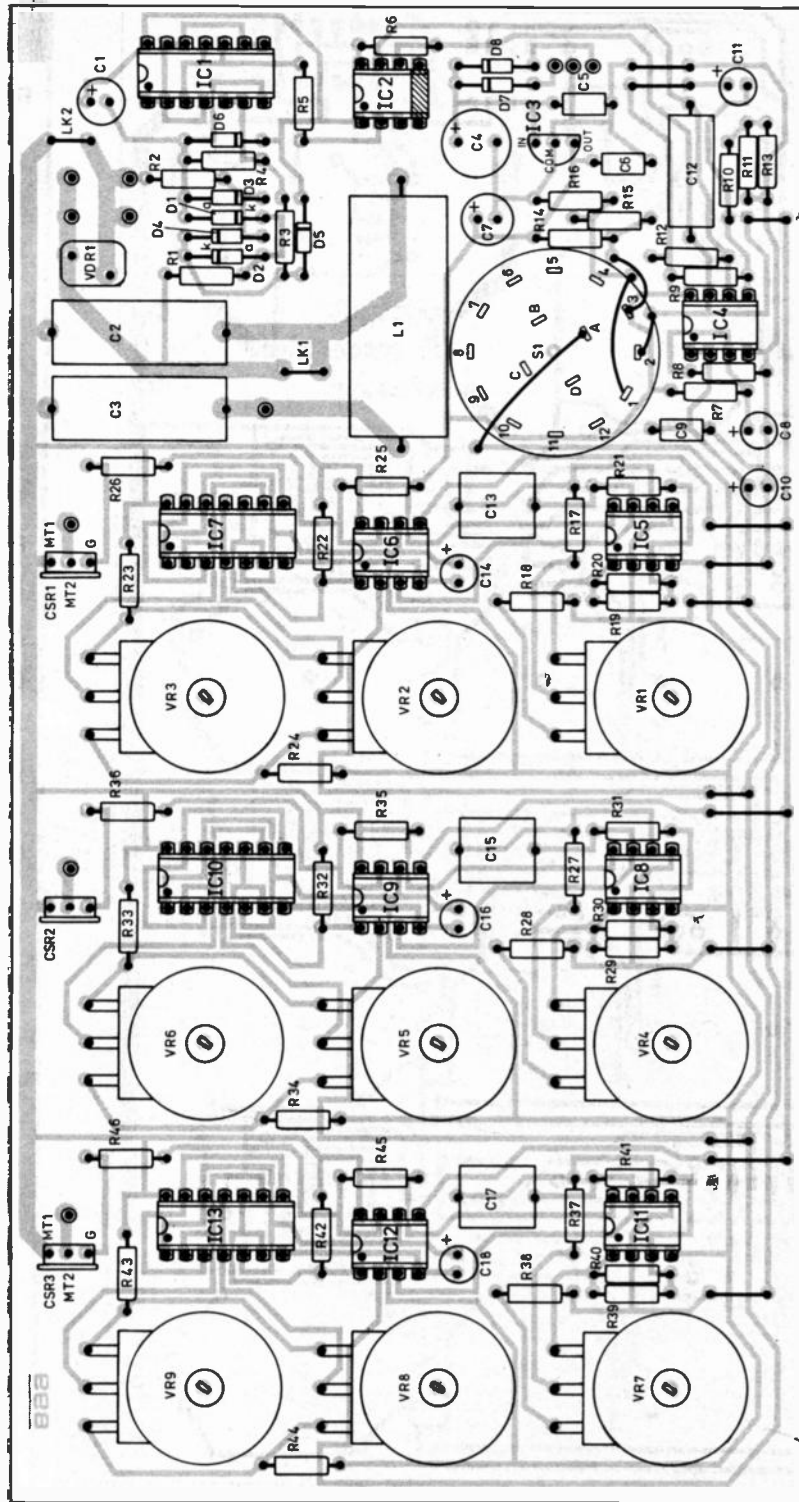 C1
IC1
R6
D8
D7
C5
C11
LK2
R5
IC2
IC3
IN
COM
OUT
D6
R4
R2
D3
k
a
D1
D4
a
k
R3
D5
C4
C6
R16
C12
R10
R11
R13
VDR1
R1
D2
C7
R14
R15
R12
R9
C2
LK1
L1
1
2
3
4
5
6
7
8
9
10
11
12
A
B
C
D
S1
IC4
R8
R7
C3
C9
C8
C10
R26
R25
MT1
G
CSR1
MT2
IC7
R23
R22
IC6
C13
R17
R21
IC5
C14
R18
R20
R19
VR3
VR2
VR1
R24
R36
R35
R31
CSR2
IC10
R33
R32
IC9
C15
R27
IC8
C16
R28
R30
R29
VR6
VR5
VR4
R34
R46
R45
R41
MT1
G
CSR3
MT2
IC13
R43
R42
IC12
C17
R37
IC11
C18
R38
R40
R39
VR9
VR8
VR7
R44
888